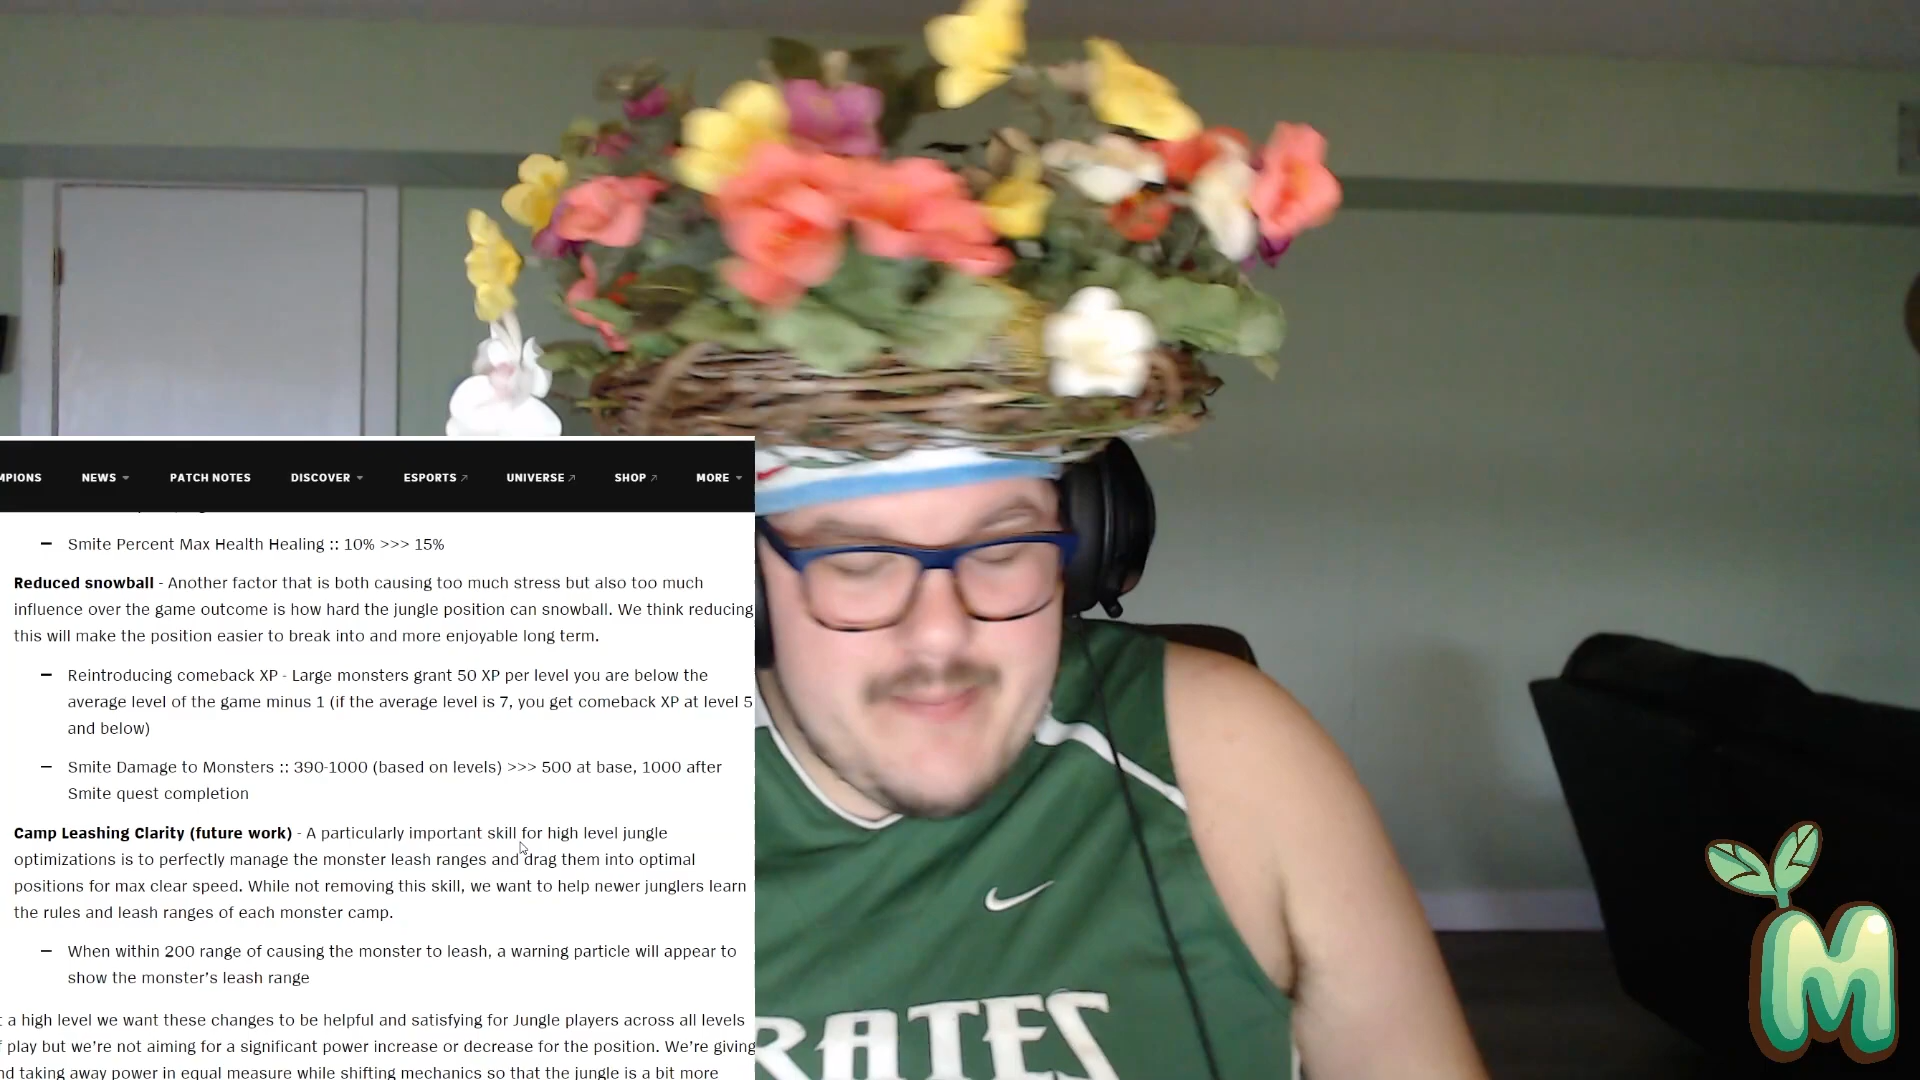 MPIONS NEWS PATCH NOTES DISCOVER ESPORTS UNIVERSE SHOP MORE
– Smite Percent Max Health Healing :: 10% >>> 15%
Reduced snowball - Another factor that is both causing too much stress but also too much
influence over the game outcome is how hard the jungle position can snowball. We think reducing
this will make the position easier to break into and more enjoyable long term.
– Reintroducing comeback XP - Large monsters grant 50 XP per level you are below the
average level of the game minus 1 (if the average level is 7, you get comeback XP at level 5
and below)
– Smite Damage to Monsters :: 390-1000 (based on levels) >>> 500 at base, 1000 after
Smite quest completion
Camp Leashing Clarity (future work) - A particularly important skill for high level jungle
optimizations is to perfectly manage the monster leash ranges and drag them into optimal
positions for max clear speed. While not removing this skill, we want to help newer junglers learn
the rules and leash ranges of each monster camp.
– When within 200 range of causing the monster to leash, a warning particle will appear to
show the monster's leash range
a high level we want these changes to be helpful and satisfying for Jungle players across all levels
play but we're not aiming for a significant power increase or decrease for the position. We're giving
nd taking away power in equal measure while shifting mechanics so that the jungle is a bit more
RATES
M